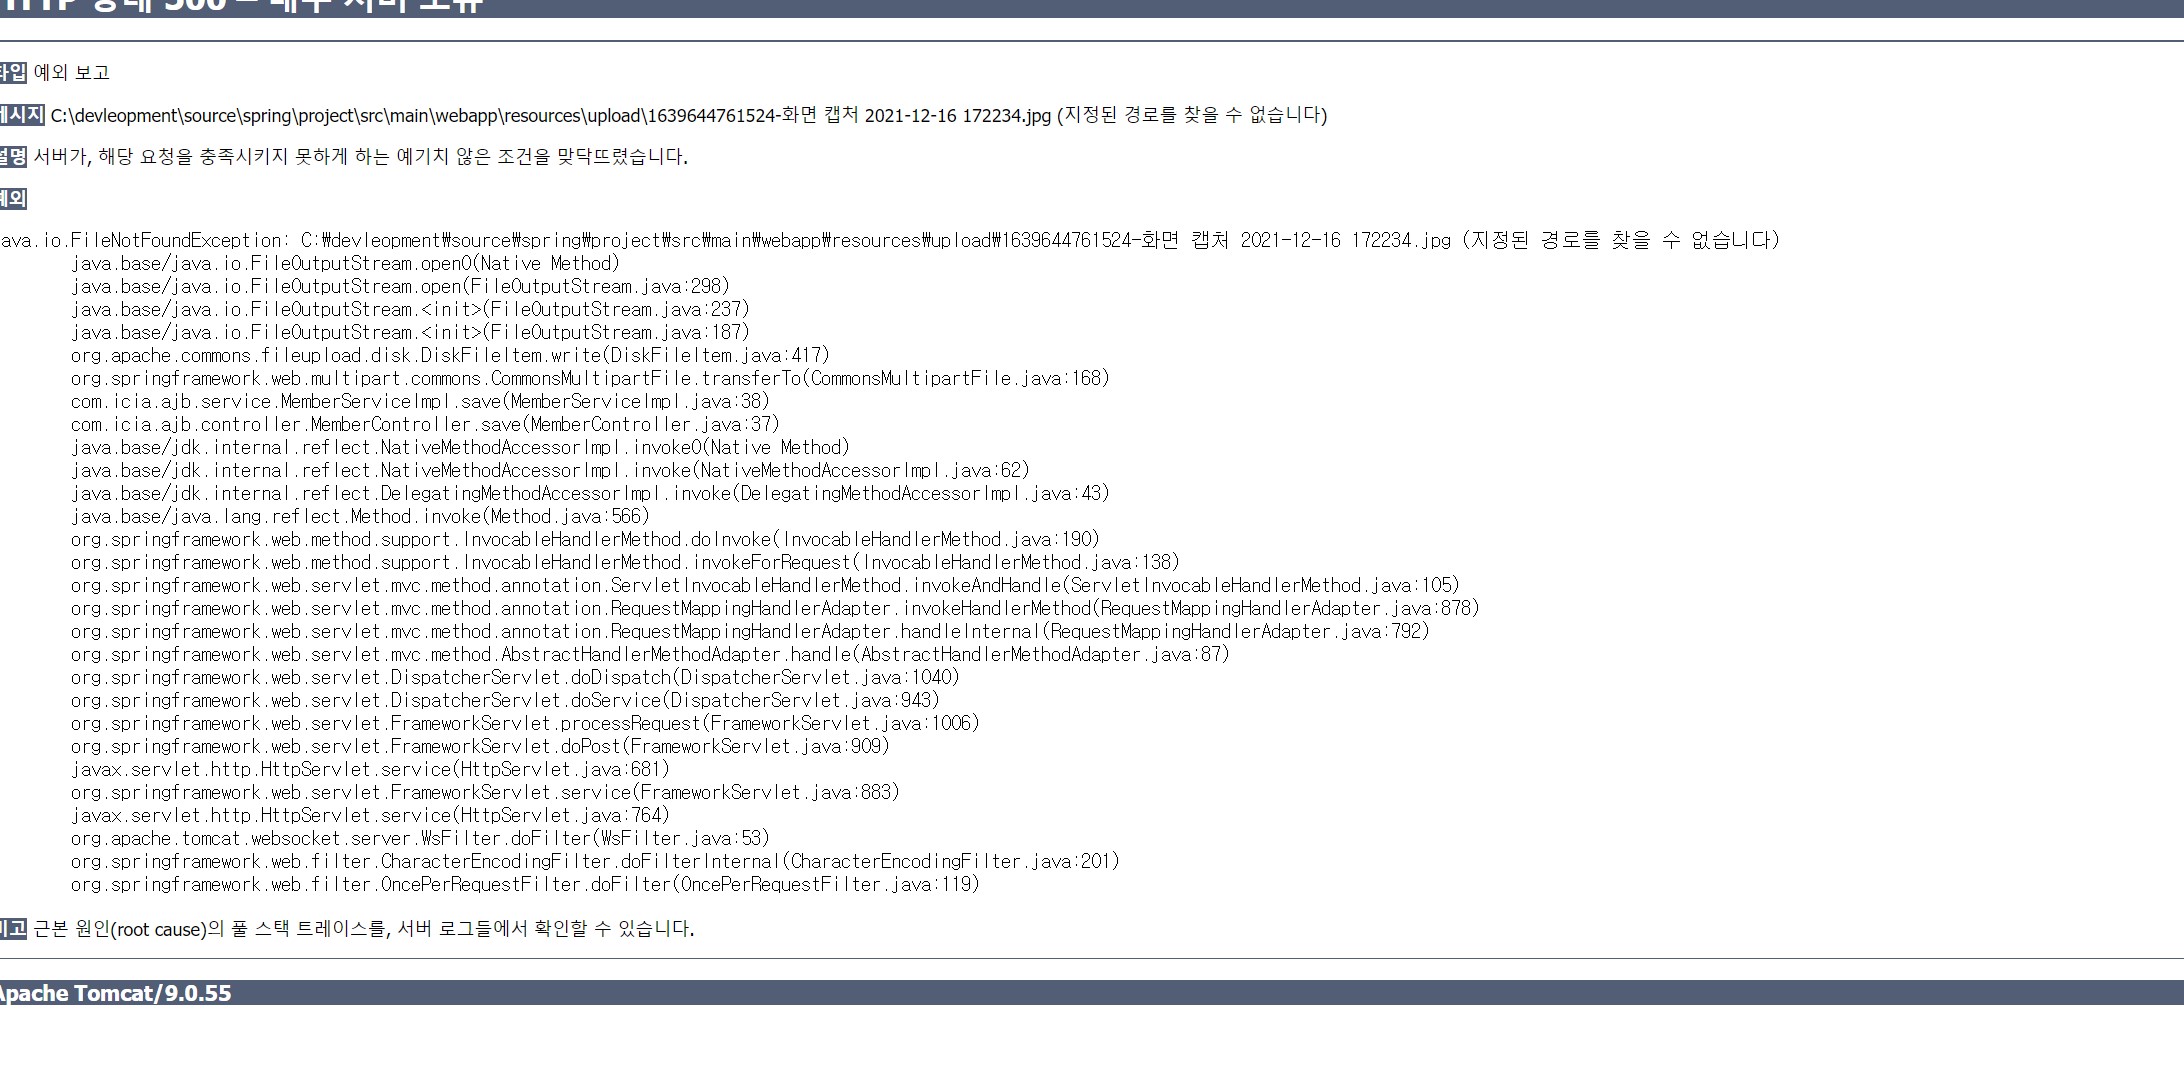 HTTP 상태 500 – 내부 서버 오류
타입 예외 보고
메시지 C:\devleopment\source\spring\project\src\main\webapp\resources\upload\1639644761524-화면 캡처 2021-12-16 172234.jpg (지정된 경로를 찾을 수 없습니다)
설명 서버가, 해당 요청을 충족시키지 못하게 하는 예기치 않은 조건을 맞닥뜨렸습니다.
예외
ava.io.FileNotFoundException: C:\devleopment\source\spring\project\src\main\webapp\resources\upload\1639644761524-화면 캡처 2021-12-16 172234.jpg (지정된 경로를 찾을 수 없습니다)
java.base/java.io.FileOutputStream.open0(Native Method)
java.base/java.io.FileOutputStream.open(FileOutputStream.java:298)
java.base/java.io.FileOutputStream.<init>(FileOutputStream.java:237)
java.base/java.io.FileOutputStream.<init>(FileOutputStream.java:187)
org.apache.commons.fileupload.disk.DiskFileItem.write(DiskFileItem.java:417)
org.springframework.web.multipart.commons.CommonsMultipartFile.transferTo(CommonsMultipartFile.java:168)
com.icia.ajb.service.MemberServiceImpl.save(MemberServiceImpl.java:38)
com.icia.ajb.controller.MemberController.save(MemberController.java:37)
java.base/jdk.internal.reflect.NativeMethodAccessorImpl.invoke0(Native Method)
java.base/jdk.internal.reflect.NativeMethodAccessorImpl.invoke(NativeMethodAccessorImpl.java:62)
java.base/jdk.internal.reflect.DelegatingMethodAccessorImpl.invoke(DelegatingMethodAccessorImpl.java:43)
java.base/java.lang.reflect.Method.invoke(Method.java:566)
org.springframework.web.method.support.InvocableHandlerMethod.doInvoke(InvocableHandlerMethod.java:190)
org.springframework.web.method.support.InvocableHandlerMethod.invokeForRequest(InvocableHandlerMethod.java:138)
org.springframework.web.servlet.mvc.method.annotation.ServletInvocableHandlerMethod.invokeAndHandle(ServletInvocableHandlerMethod.java:105)
org.springframework.web.servlet.mvc.method.annotation.RequestMappingHandlerAdapter.invokeHandlerMethod(RequestMappingHandlerAdapter.java:878)
org.springframework.web.servlet.mvc.method.annotation.RequestMappingHandlerAdapter.handleInternal(RequestMappingHandlerAdapter.java:792)
org.springframework.web.servlet.mvc.method.AbstractHandlerMethodAdapter.handle(AbstractHandlerMethodAdapter.java:87)
org.springframework.web.servlet.DispatcherServlet.doDispatch(DispatcherServlet.java:1040)
org.springframework.web.servlet.DispatcherServlet.doService(DispatcherServlet.java:943)
org.springframework.web.servlet.FrameworkServlet.processRequest(FrameworkServlet.java:1006)
org.springframework.web.servlet.FrameworkServlet.doPost(FrameworkServlet.java:909)
javax.servlet.http.HttpServlet.service(HttpServlet.java:681)
org.springframework.web.servlet.FrameworkServlet.service(FrameworkServlet.java:883)
javax.servlet.http.HttpServlet.service(HttpServlet.java:764)
org.apache.tomcat.websocket.server.WsFilter.doFilter(WsFilter.java:53)
org.springframework.web.filter.CharacterEncodingFilter.doFilterInternal(CharacterEncodingFilter.java:201)
org.springframework.web.filter.OncePerRequestFilter.doFilter(OncePerRequestFilter.java:119)
비고 근본 원인(root cause)의 풀 스택 트레이스를, 서버 로그들에서 확인할 수 있습니다.
Apache Tomcat/9.0.55